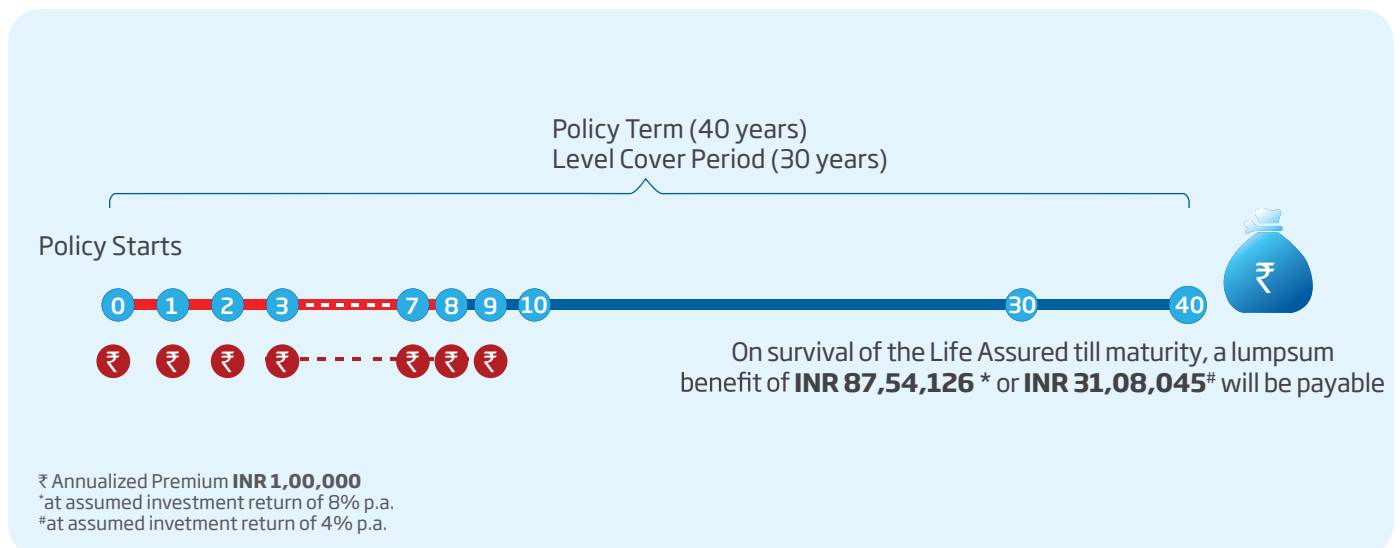 Policy Term (40 years)
Level Cover Period (30 years)
Policy Starts
₹
0 1 2 3 7 8 9 10 30 40
₹ ₹ ₹ ₹ ₹ ₹ ₹
On survival of the Life Assured till maturity, a lumpsum
benefit of INR 87,54,126 * or INR 31,08,045# will be payable
₹ Annualized Premium INR 1,00,000
*at assumed investment return of 8% p.a.
#at assumed invetment return of 4% p.a.